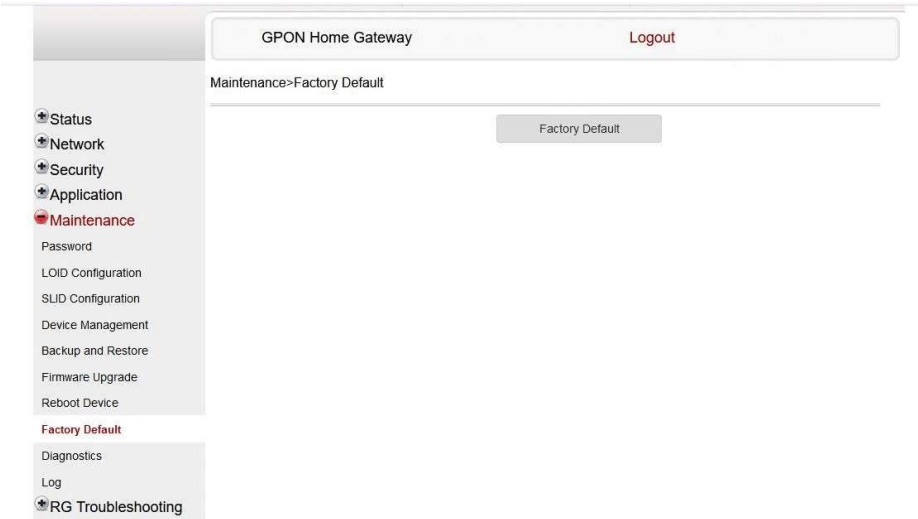 GPON Home Gateway
Logout
Maintenance>Factory Default
Status
Network
Security
Application
Maintenance
Password
LOID Configuration
SLID Configuration
Device Management
Backup and Restore
Firmware Upgrade
Reboot Device
Factory Default
Diagnostics
Log
RG Troubleshooting
Factory Default